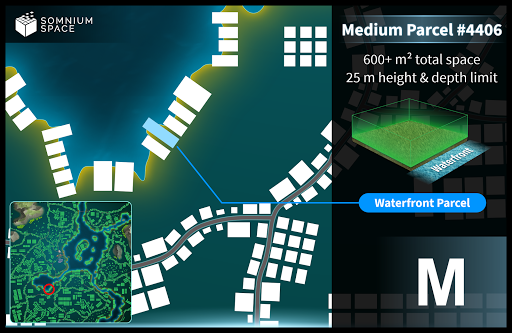 SOMNIUM
SPACE
Medium Parcel #4406
600+ m² total space
25 m height & depth limit
Waterfront
Waterfront Parcel
M